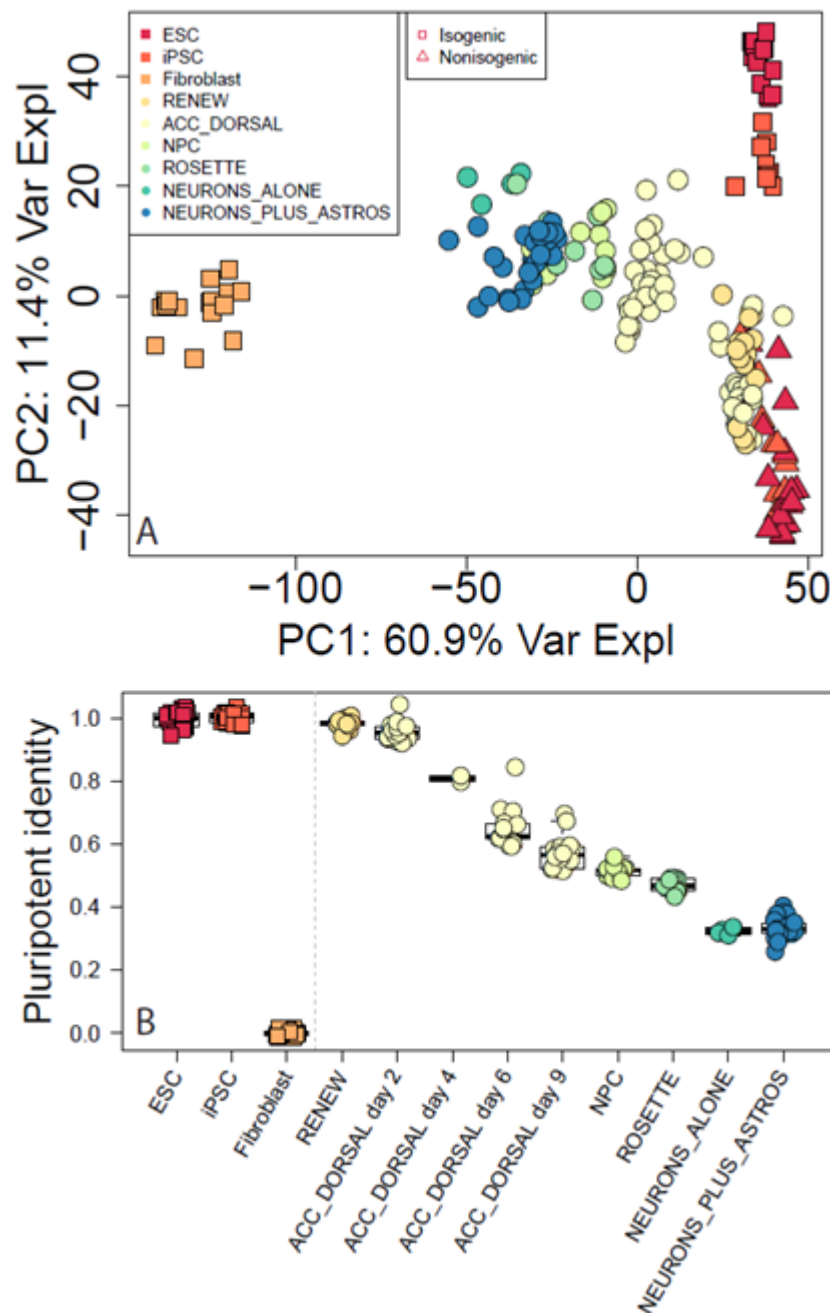 ESC
iPSC
Fibroblast
RENEW
ACC_DORSAL
NPC
ROSETTE
NEURONS_ALONE
NEURONS_PLUS_ASTROS
Isogenic
Nonisogenic
PC2: 11.4% Var Expl
40
20
0
−20
−40
A
−100
−50
0
50
PC1: 60.9% Var Expl
Pluripotent identity
1.0
0.8
0.6
0.4
0.2
0.0
B
ESC
iPSC
Fibroblast
RENEW
ACC_DORSAL day 2
ACC_DORSAL day 4
ACC_DORSAL day 6
ACC_DORSAL day 9
NPC
ROSETTE
NEURONS_ALONE
NEURONS_PLUS_ASTROS